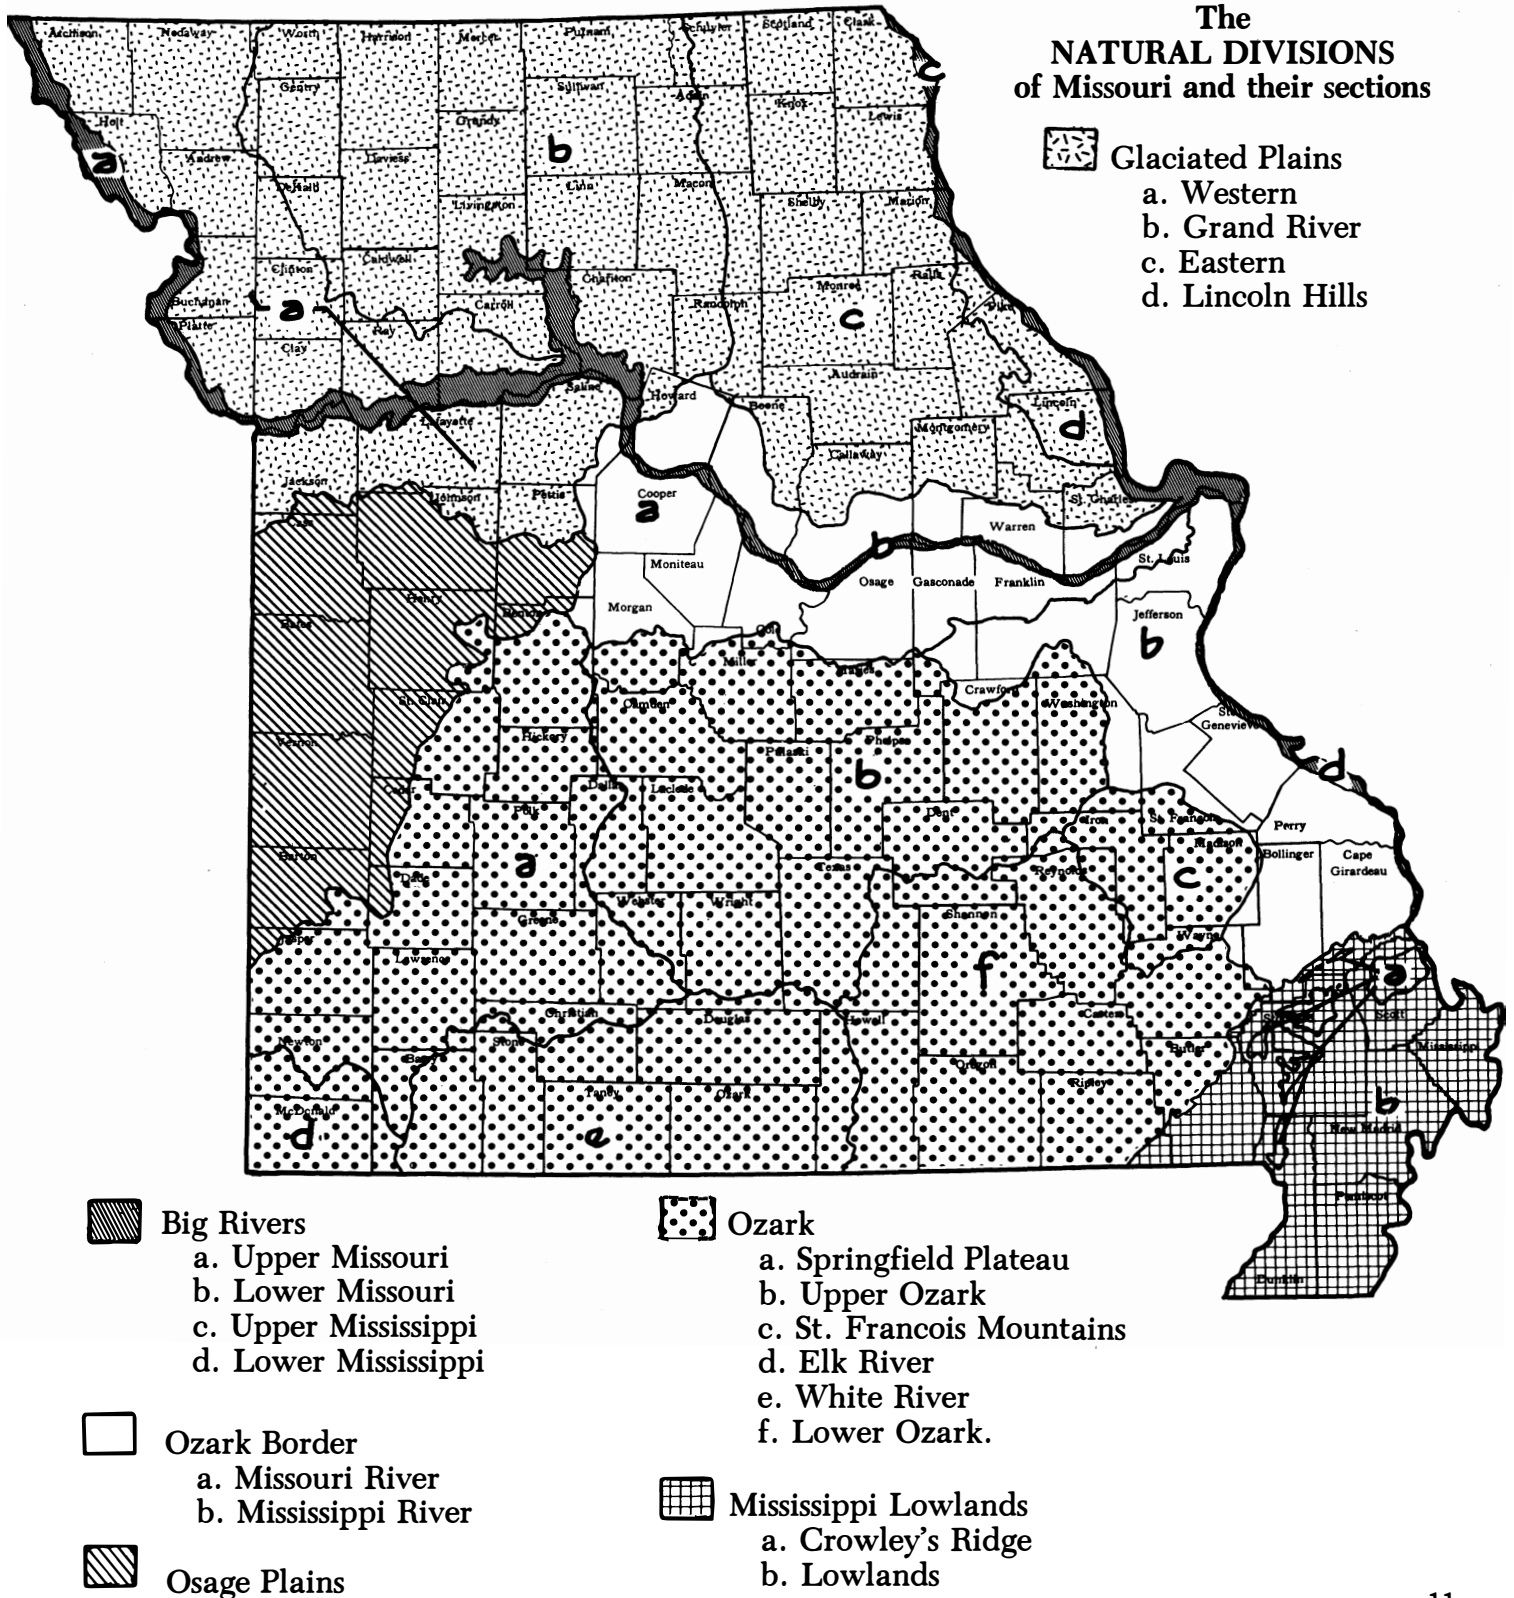 The
NATURAL DIVISIONS
of Missouri and their sections
Glaciated Plains
a. Western
b. Grand River
c. Eastern
d. Lincoln Hills
Atchison
Nodaway
Worth
Harrison
Mercer
Putnam
Schuyler
Scotland
Clark
c
Gentry
Sullivan
Adair
Knox
Lewis
Holt
Grundy
a
Andrew
DeKalb
Daviess
b
Linn
Macon
Livingston
Shelby
Marion
Clinton
Caldwell
Chariton
Monroe
Ralls
Buchanan
a
Carroll
Randolph
Pike
Platte
Ray
c
Clay
Audrain
Saline
Howard
Boone
Lincoln
d
Lafayette
Montgomery
Callaway
Jackson
Johnson
Pettis
Cooper
a
St. Charles
Cass
Warren
b
Moniteau
Osage
Gasconade
Franklin
St. Louis
Henry
Benton
Morgan
Jefferson
b
Bates
Cole
Miller
Maries
St. Clair
Camden
Crawford
Washington
Ste.
Genevieve
Vernon
Hickory
Pulaski
Phelps
b
d
Cedar
Dallas
Laclede
Polk
Dent
Iron
St. Francois
Perry
Barton
Madison
Bollinger
Cape
Girardeau
a
Dade
Texas
Reynolds
c
Webster
Wright
Greene
Shannon
Jasper
Wayne
Lawrence
f
a
Christian
Douglas
Howell
Carter
Scott
Newton
Stone
Barry
Butler
Mississippi
Oregon
Ripley
Taney
Ozark
b
McDonald
d
e
New Madrid
Pemiscot
Dunklin
Big Rivers
a. Upper Missouri
b. Lower Missouri
c. Upper Mississippi
d. Lower Mississippi
Ozark Border
a. Missouri River
b. Mississippi River
Osage Plains
Ozark
a. Springfield Plateau
b. Upper Ozark
c. St. Francois Mountains
d. Elk River
e. White River
f. Lower Ozark.
Mississippi Lowlands
a. Crowley's Ridge
b. Lowlands